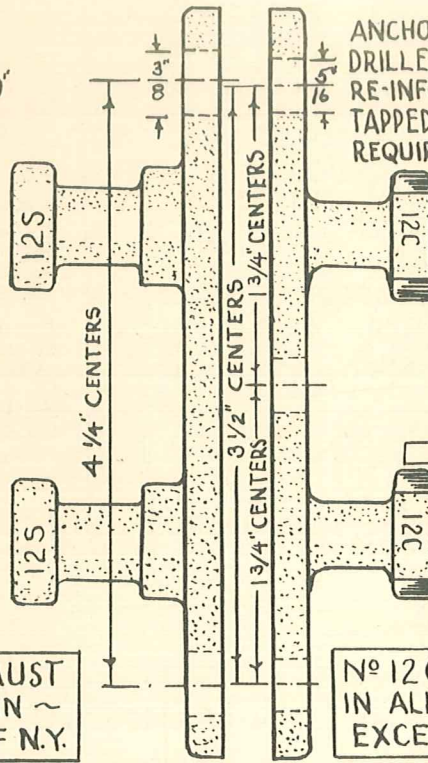 ANCHO
DRILLE
RE-INF
TAPPED
REQUIR
3"
8
5"
16
12S
12C
4 1/4" CENTERS
3 1/2" CENTERS
1 3/4" CENTERS
1 3/4" CENTERS
12S
12C
AUST
N ~
F N.Y.
Nº 12C
IN ALL
EXCE